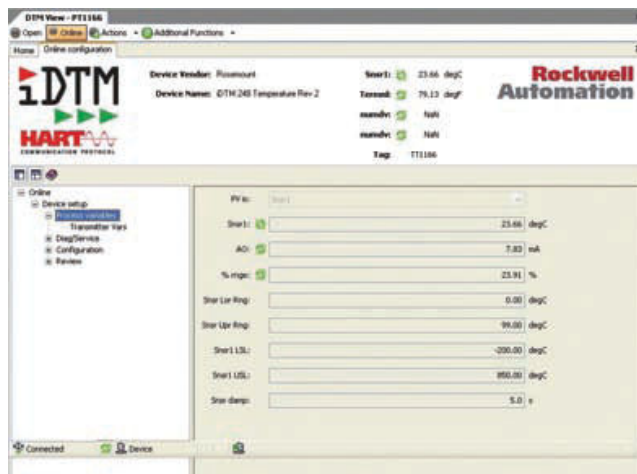 DTM View - PT1166
Open Online Actions Additional Functions
Home Online configuration
iDTM
HART
COMMUNICATION PROTOCOL
Device Vendor: Rosemount
Device Name: iDTM 248 Temperature Rev 2
Snsr1: 23.66 degC
79.13 degF
NaN
NaN
Tag TT1166
Rockwell
Automation
Online
Device setup
Process variables
Transmitter Vars
Diag/Service
Configuration
Review
PV is: Snsr1
Snsr1: 23.66 degC
AO: 7.83 mA
% rnge: 23.91 %
Snsr Lwr Rng: 0.00 degC
Snsr Upr Rng: 99.00 degC
Snsr1 LSL: -200.00 degC
Snsr1 USL: 850.00 degC
Snsr damp: 5.0 s
Connected Device